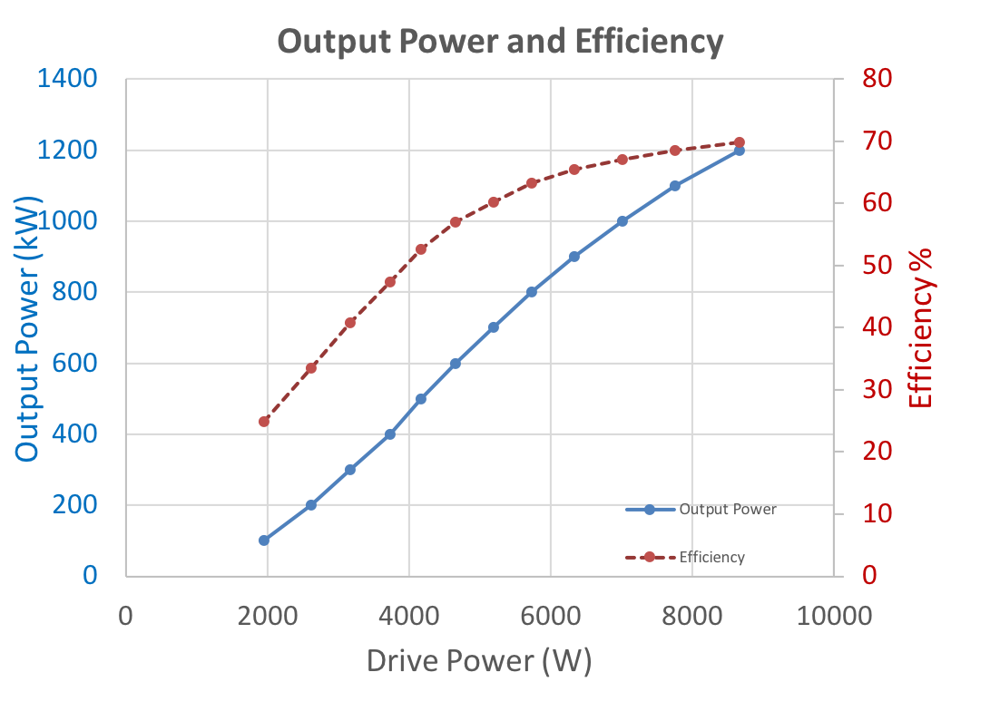 Output Power and Efficiency
1400
1200
1000
800
600
400
200
0
Output Power (kW)
80
70
60
50
40
30
20
10
0
Efficiency %
Output Power
Efficiency
0 2000 4000 6000 8000 10000
Drive Power (W)